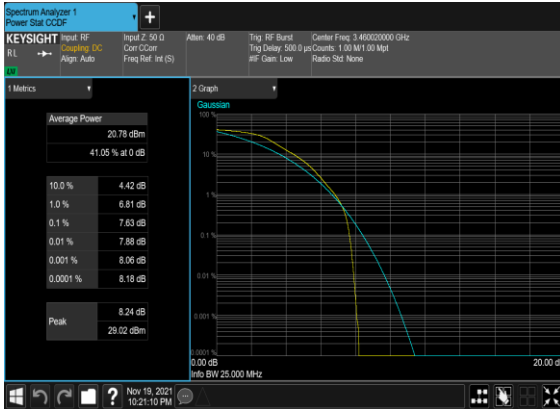 Spectrum Analyzer 1
Power Stat CCDF
KEYSIGHT
RL
Input: RF
Coupling: DC
Align: Auto
Input Z: 50 Ω
Corr CCorr
Freq Ref: Int (S)
Atten: 40 dB
Trig: RF Burst
Trig Delay: 500.0 µs
#IF Gain: Low
Center Freq: 3.460020000 GHz
Counts: 1.00 M/1.00 Mpt
Radio Std: None
1 Metrics
Average Power
20.78 dBm
41.05 % at 0 dB
10.0 % 4.42 dB
1.0 % 6.81 dB
0.1 % 7.63 dB
0.01 % 7.88 dB
0.001 % 8.06 dB
0.0001 % 8.18 dB
Peak
8.24 dB
29.02 dBm
2 Graph
Gaussian
100 %
10 %
1 %
0.1 %
0.01 %
0.001 %
0.0001 %
0.00 dB
20.00 d
Info BW 25.000 MHz
Nov 19, 2021
10:21:10 PM